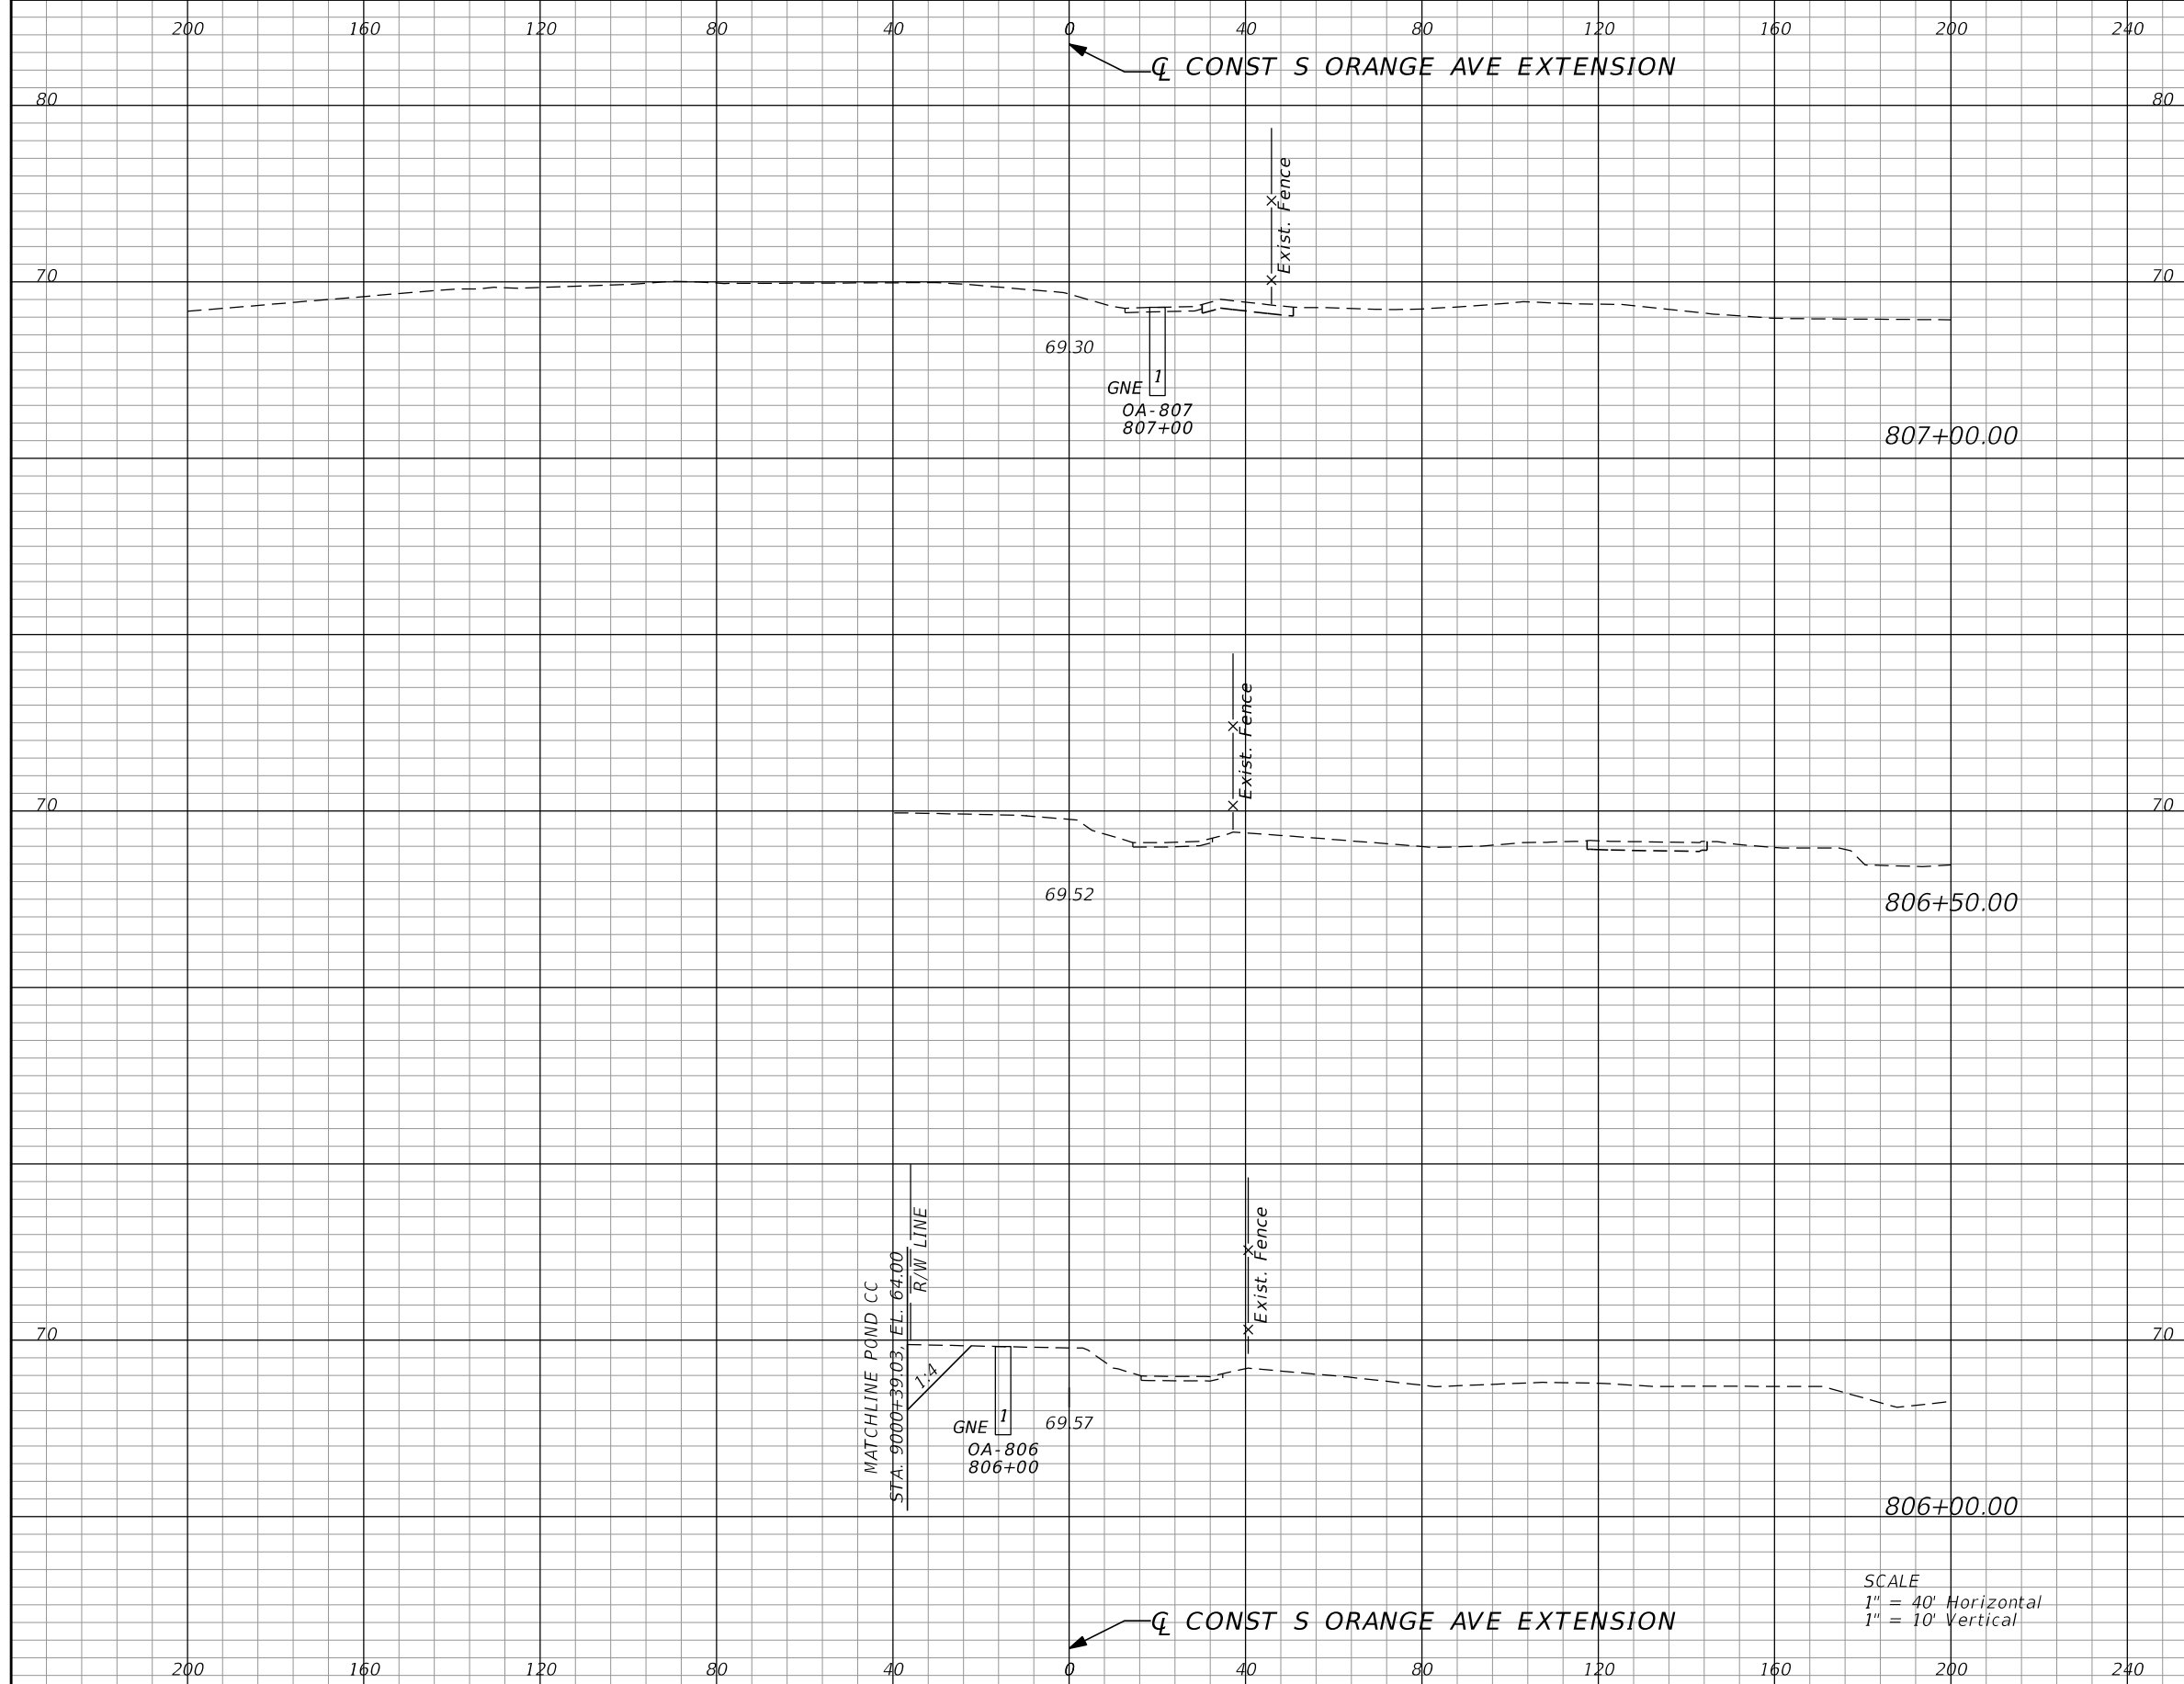 200 160 120 80 40 0 40 80 120 160 200 240
℄ CONST S ORANGE AVE EXTENSION
80 80
Exist. Fence
70 70
69.30
1
GNE
OA-807
807+00
807+00.00
Exist. Fence
70 70
69.52
806+50.00
R/W LINE
Exist. Fence
MATCHLINE POND CC
STA. 9000+39.03, EL. 64.00
70 70
1:4
1
GNE
69.57
OA-806
806+00
806+00.00
SCALE
1" = 40' Horizontal
1" = 10' Vertical
℄ CONST S ORANGE AVE EXTENSION
200 160 120 80 40 0 40 80 120 160 200 240